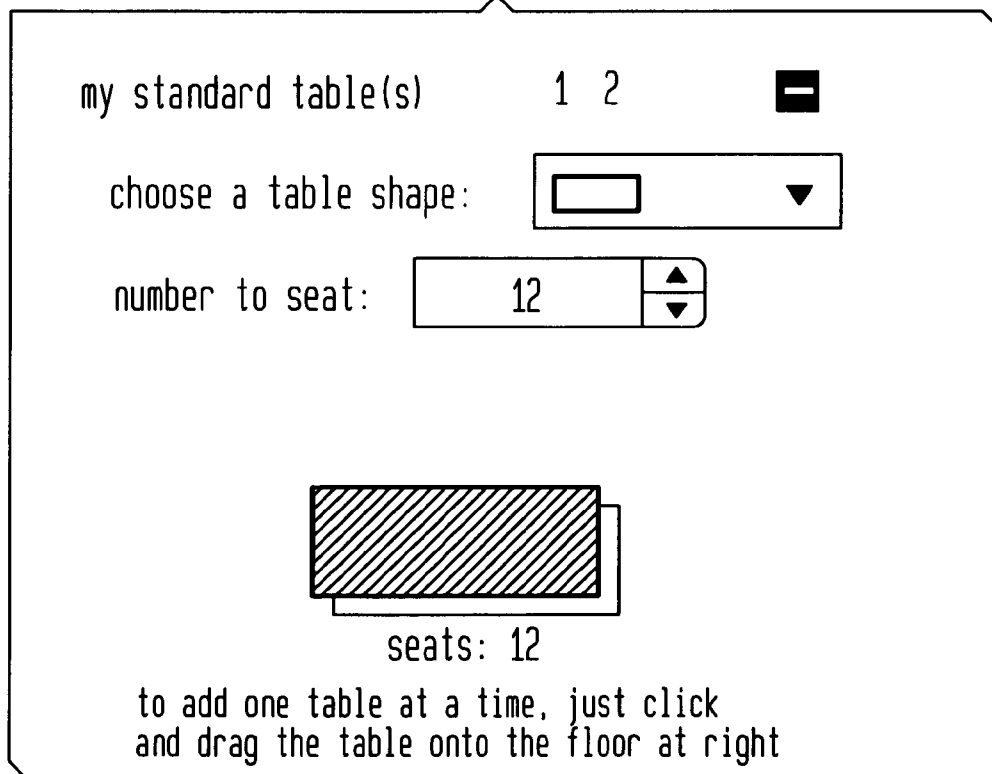 my standard table(s) 1 2
choose a table shape:
number to seat: 12
seats: 12
to add one table at a time, just click
and drag the table onto the floor at right